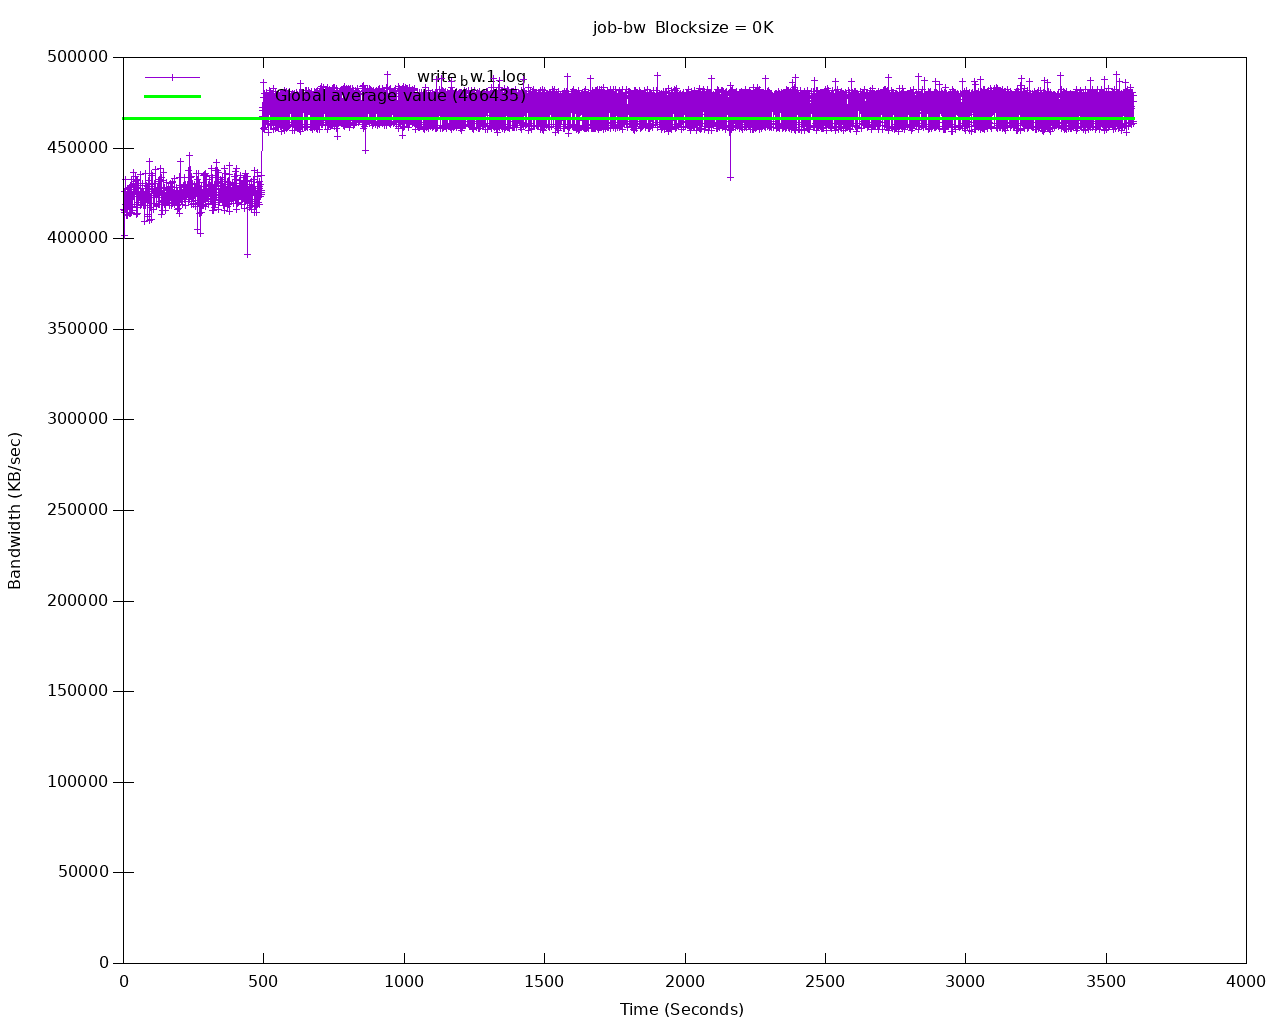 job-bw  Blocksize = 0K
500000
450000
400000
350000
300000
250000
200000
150000
100000
50000
0
write_bw.1.log
Global average value (466435)
Bandwidth (KB/sec)
0 500 1000 1500 2000 2500 3000 3500 4000
Time (Seconds)